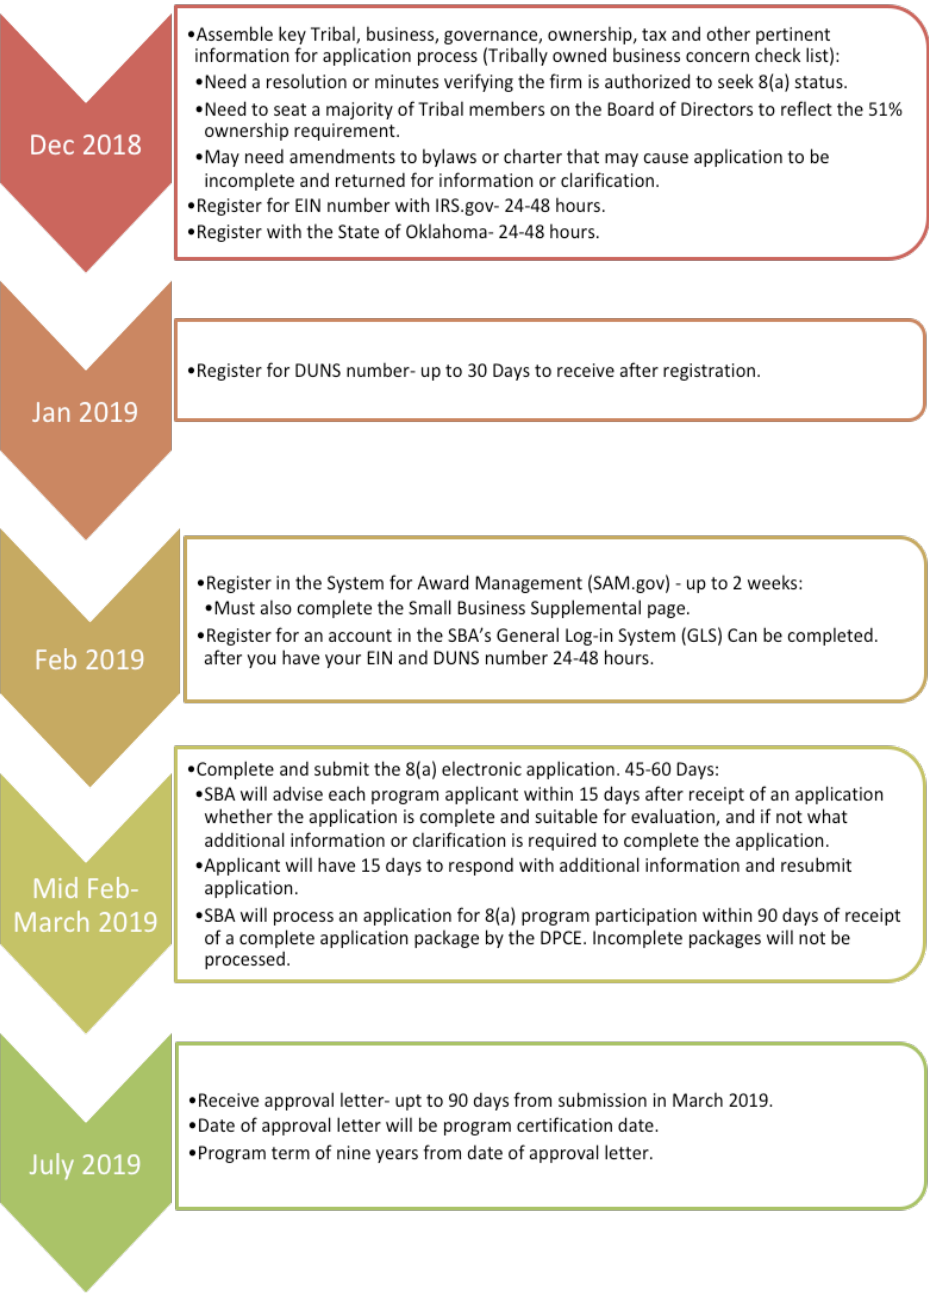 Dec 2018
•Assemble key Tribal, business, governance, ownership, tax and other pertinent
information for application process (Tribally owned business concern check list):
•Need a resolution or minutes verifying the firm is authorized to seek 8(a) status.
•Need to seat a majority of Tribal members on the Board of Directors to reflect the 51%
ownership requirement.
•May need amendments to bylaws or charter that may cause application to be
incomplete and returned for information or clarification.
•Register for EIN number with IRS.gov- 24-48 hours.
•Register with the State of Oklahoma- 24-48 hours.
Jan 2019
•Register for DUNS number- up to 30 Days to receive after registration.
Feb 2019
•Register in the System for Award Management (SAM.gov) - up to 2 weeks:
•Must also complete the Small Business Supplemental page.
•Register for an account in the SBA’s General Log-in System (GLS) Can be completed.
after you have your EIN and DUNS number 24-48 hours.
Mid Feb-
March 2019
•Complete and submit the 8(a) electronic application. 45-60 Days:
•SBA will advise each program applicant within 15 days after receipt of an application
whether the application is complete and suitable for evaluation, and if not what
additional information or clarification is required to complete the application.
•Applicant will have 15 days to respond with additional information and resubmit
application.
•SBA will process an application for 8(a) program participation within 90 days of receipt
of a complete application package by the DPCE. Incomplete packages will not be
processed.
July 2019
•Receive approval letter- upt to 90 days from submission in March 2019.
•Date of approval letter will be program certification date.
•Program term of nine years from date of approval letter.